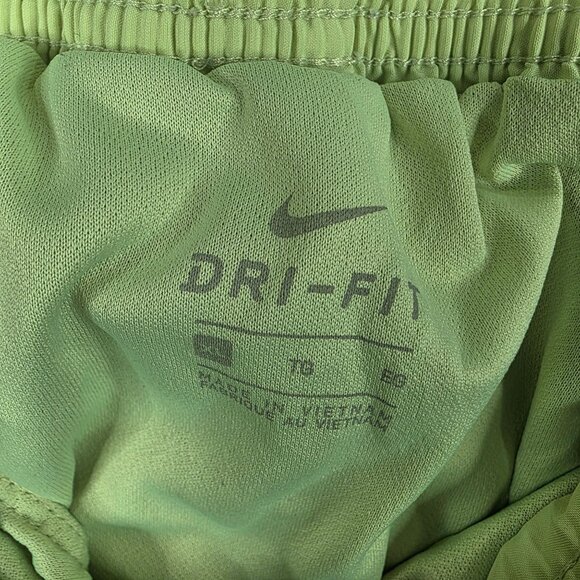 DRI-FIT
TG EG
MADE IN VIETNAM
FABRIQUE AU VIETNAM